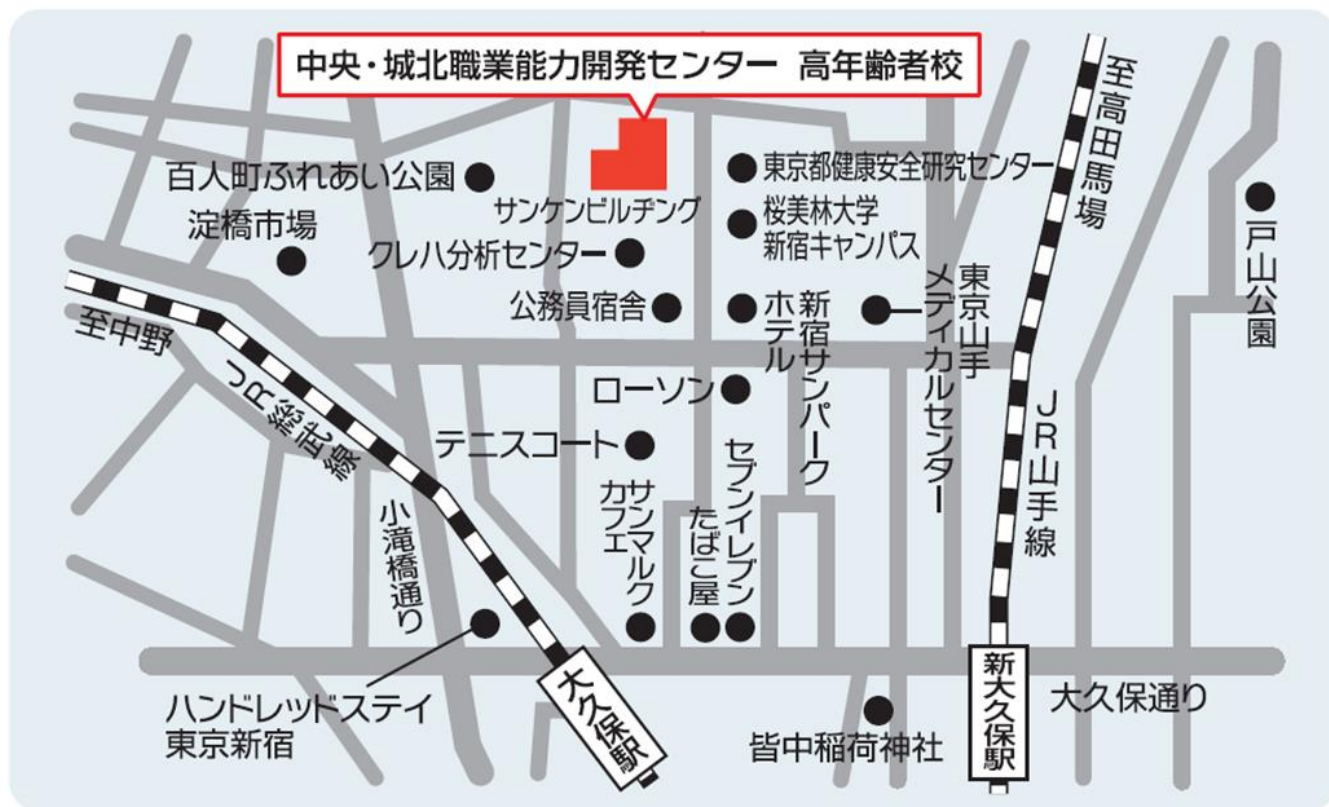 中央・城北職業能力開発センター 高年齢者校
至高田馬場
百人町ふれあい公園
東京都健康安全研究センター
サンケンビルヂング
桜美林大学
新宿キャンパス
淀橋市場
クレハ分析センター
戸山公園
公務員宿舎
新宿サンパーク
ホテル
東京山手
メディカルセンター
至中野
JR総武線
ローソン
テニスコート
JR山手線
セブンイレブン
サンマルク
カフェ
たばこ屋
小滝橋通り
ハンドレッドステイ
東京新宿
大久保駅
新大久保駅
大久保通り
皆中稲荷神社